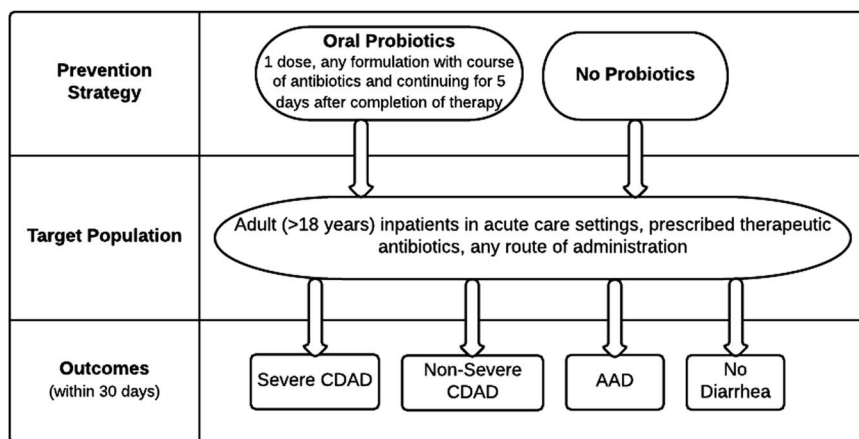 Prevention
Strategy
Oral Probiotics
1 dose, any formulation with course
of antibiotics and continuing for 5
days after completion of therapy
No Probiotics
Target Population
Adult (>18 years) inpatients in acute care settings, prescribed therapeutic
antibiotics, any route of administration
Outcomes
(within 30 days)
Severe CDAD
Non-Severe
CDAD
AAD
No
Diarrhea